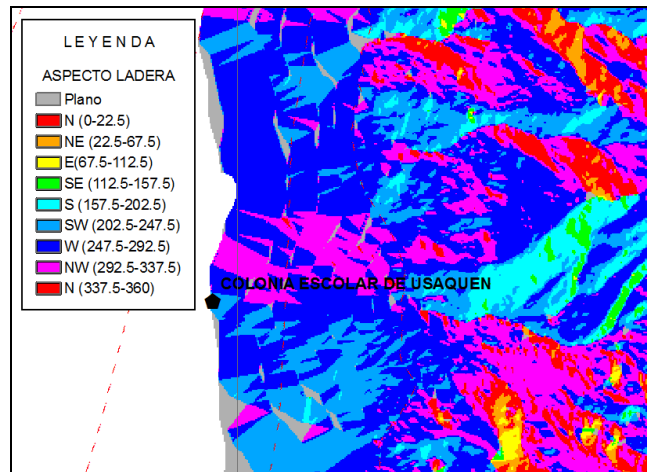 LEYENDA
ASPECTO LADERA
Plano
N (0-22.5)
NE (22.5-67.5)
E(67.5-112.5)
SE (112.5-157.5)
S (157.5-202.5)
SW (202.5-247.5)
W (247.5-292.5)
NW (292.5-337.5)
N (337.5-360)
COLONIA ESCOLAR DE USAQUEN